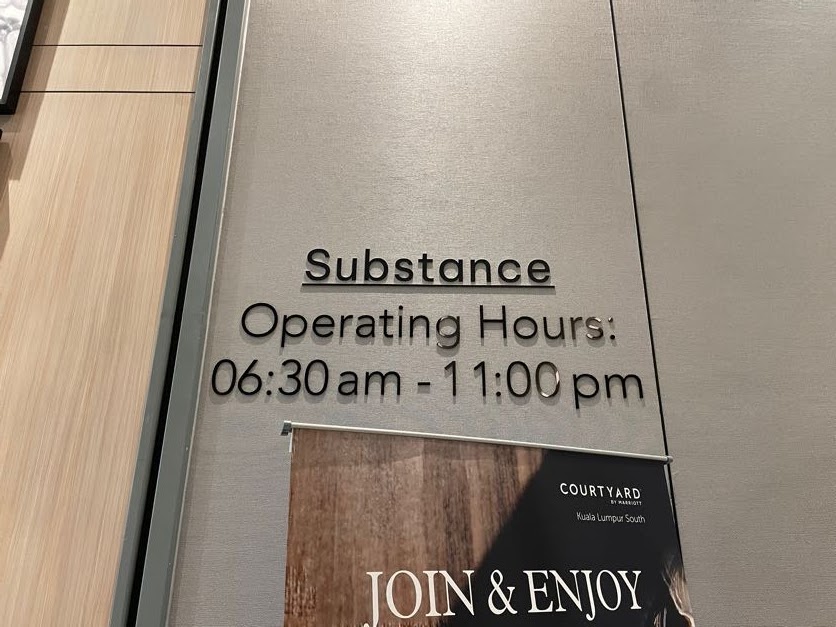 Substance
Operating Hours:
06:30 am - 11:00 pm
COURTYARD
BY MARRIOTT
Kuala Lumpur South
JOIN & ENJOY